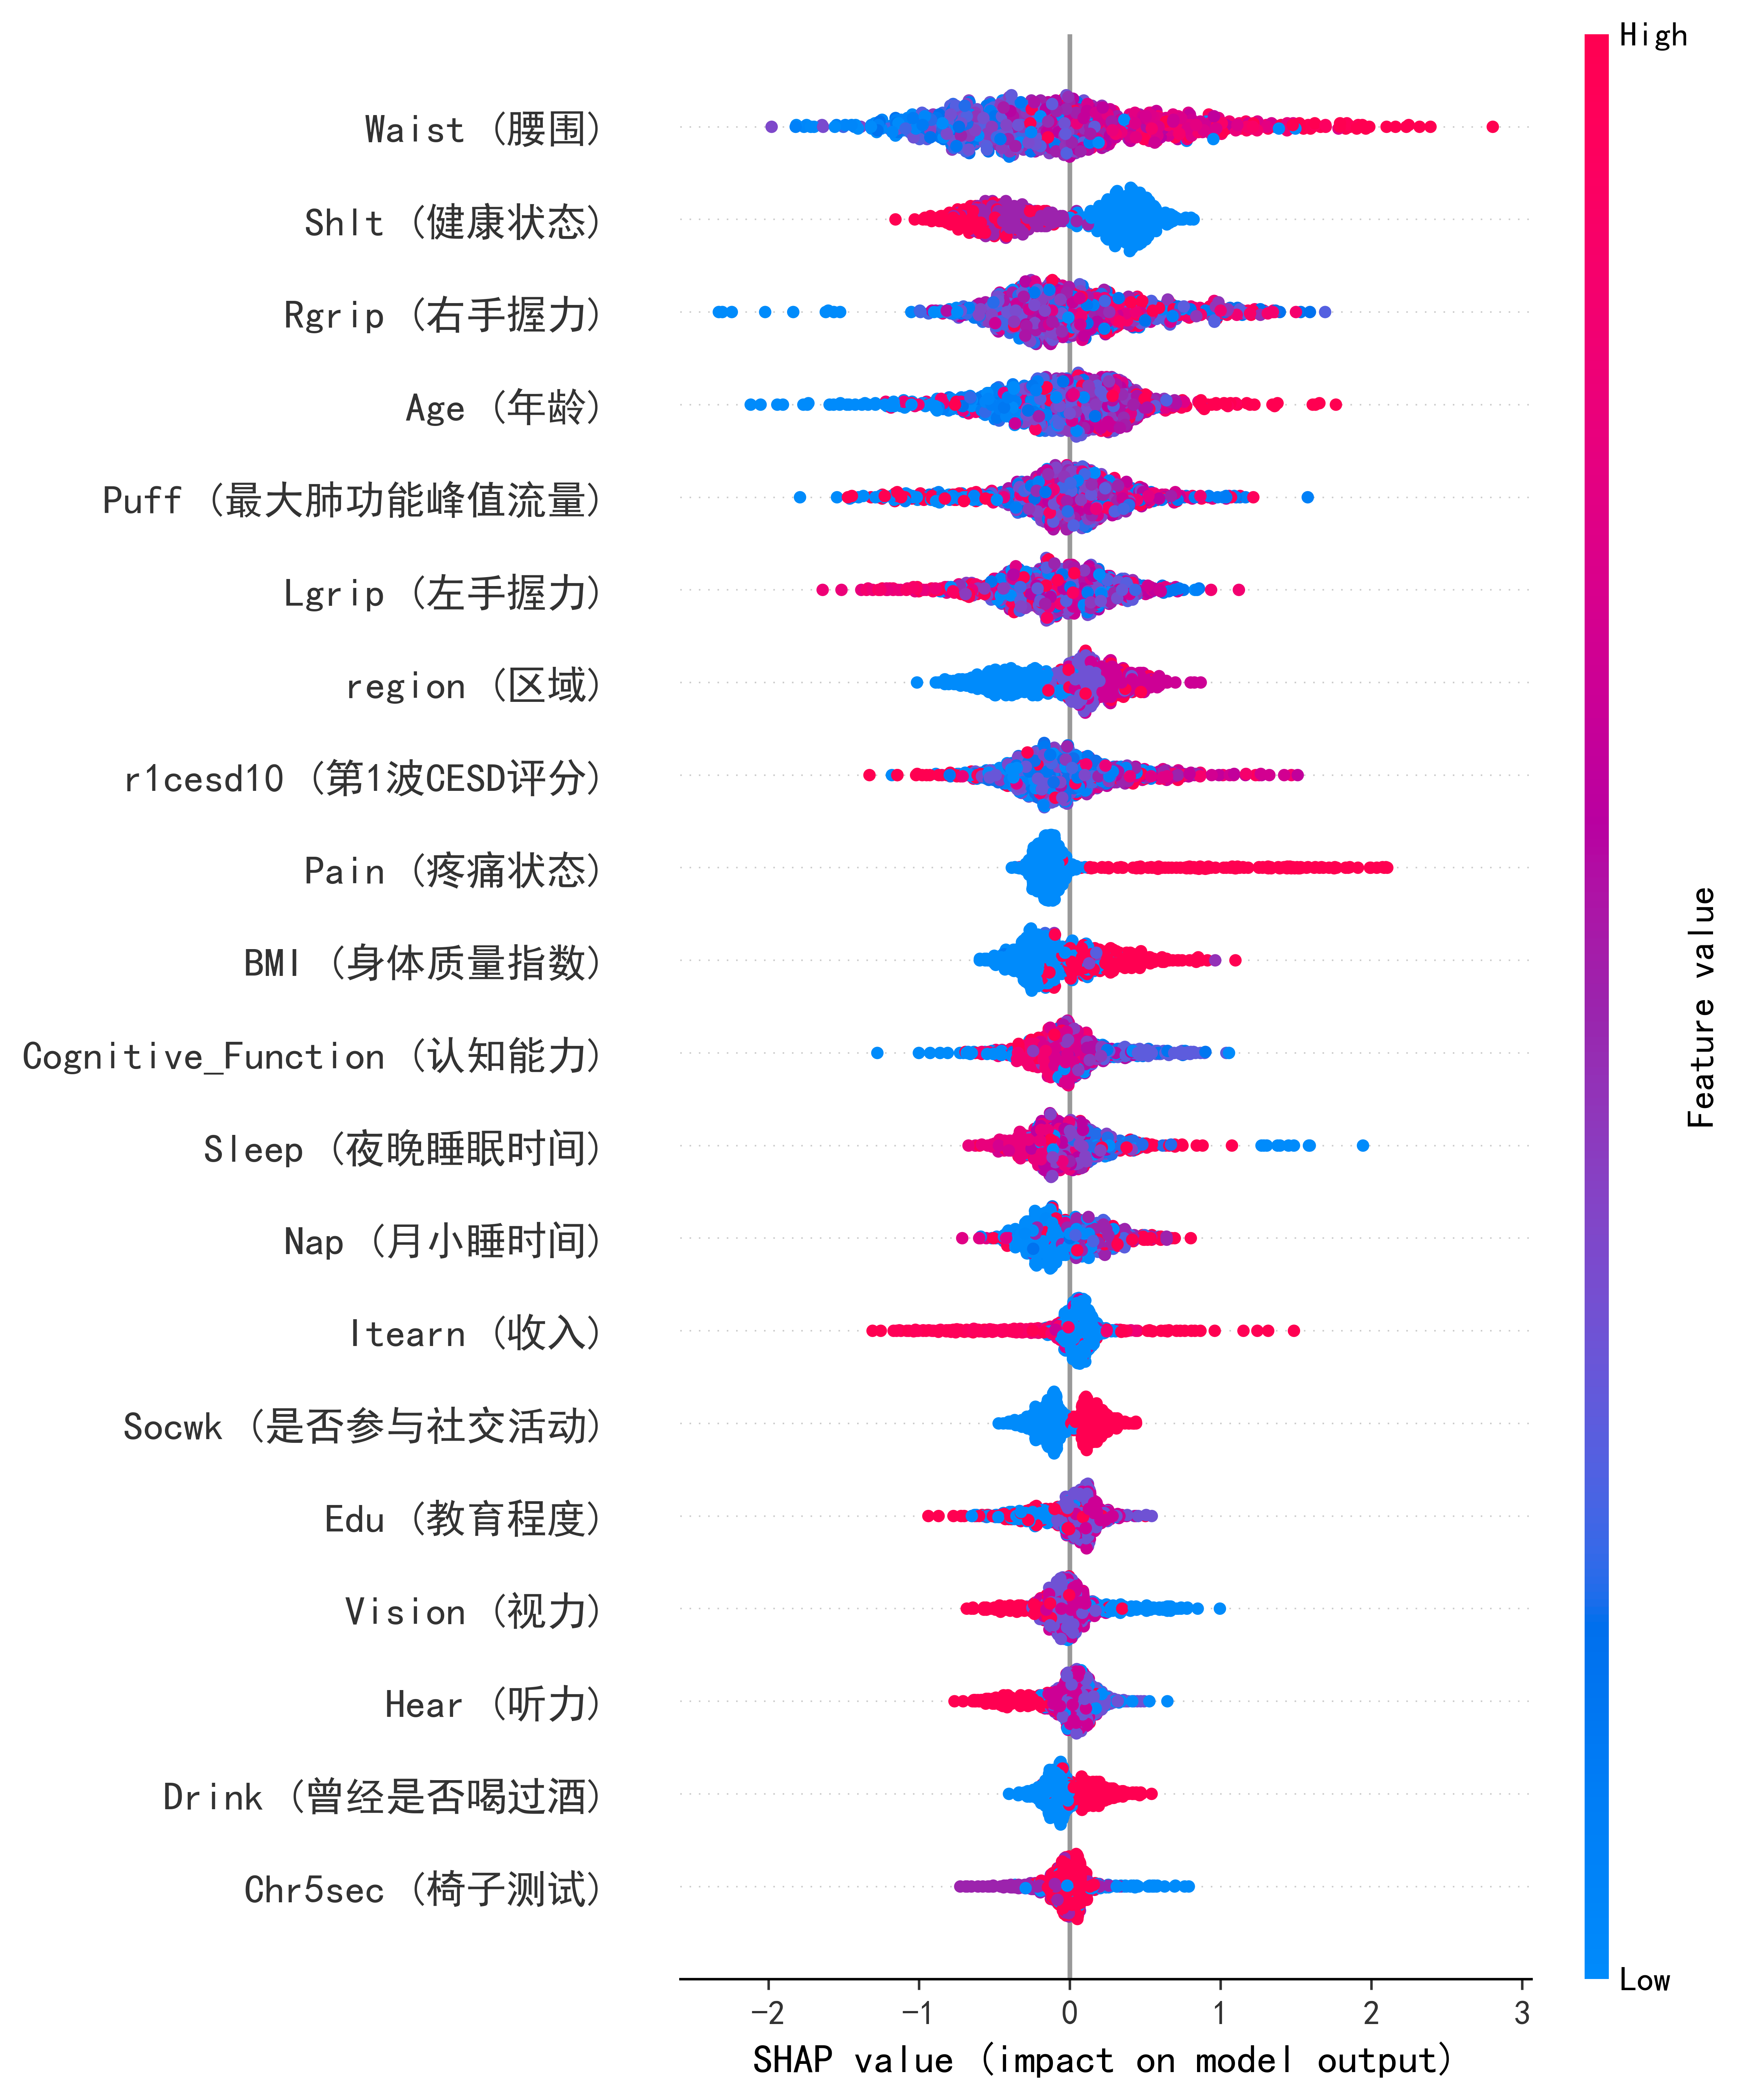 High
Waist (腰围)
Shlt (健康状态)
Rgrip (右手握力)
Age (年龄)
Puff (最大肺功能峰值流量)
Lgrip (左手握力)
region (区域)
r1cesd10 (第1波CESD评分)
Pain (疼痛状态)
BMI (身体质量指数)
Cognitive_Function (认知能力)
Sleep (夜晚睡眠时间)
Nap (月小睡时间)
Itearn (收入)
Socwk (是否参与社交活动)
Edu (教育程度)
Vision (视力)
Hear (听力)
Drink (曾经是否喝过酒)
Chr5sec (椅子测试)
Feature value
Low
−2 −1 0 1 2 3
SHAP value (impact on model output)